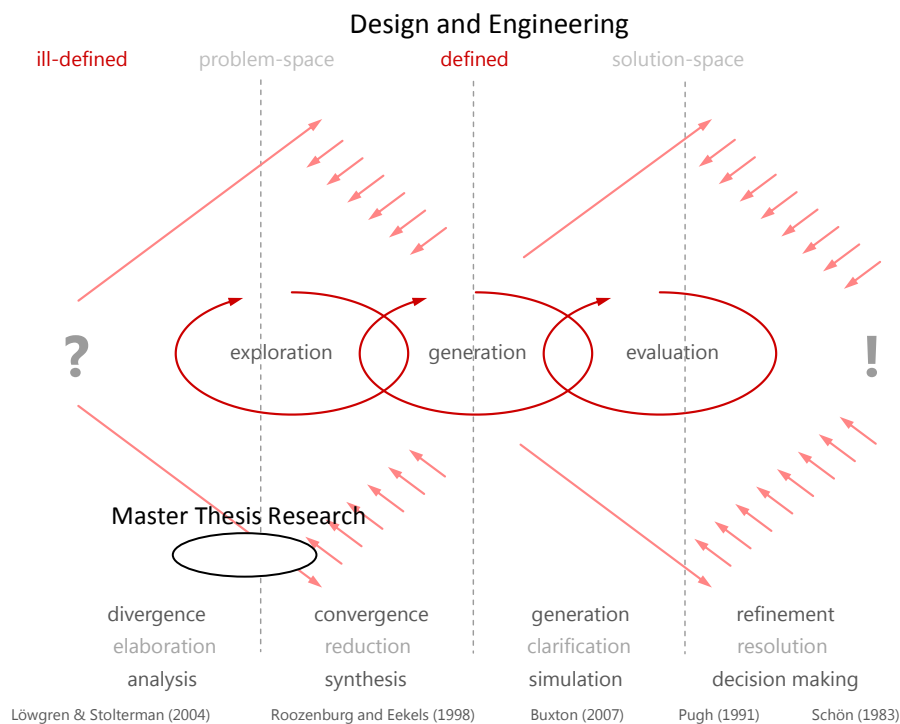 Design and Engineering
ill-defined problem-space defined solution-space
? exploration generation evaluation !
Master Thesis Research
divergence convergence generation refinement
elaboration reduction clarification resolution
analysis synthesis simulation decision making
Löwgren & Stolterman (2004) Roozenburg and Eekels (1998) Buxton (2007) Pugh (1991) Schön (1983)